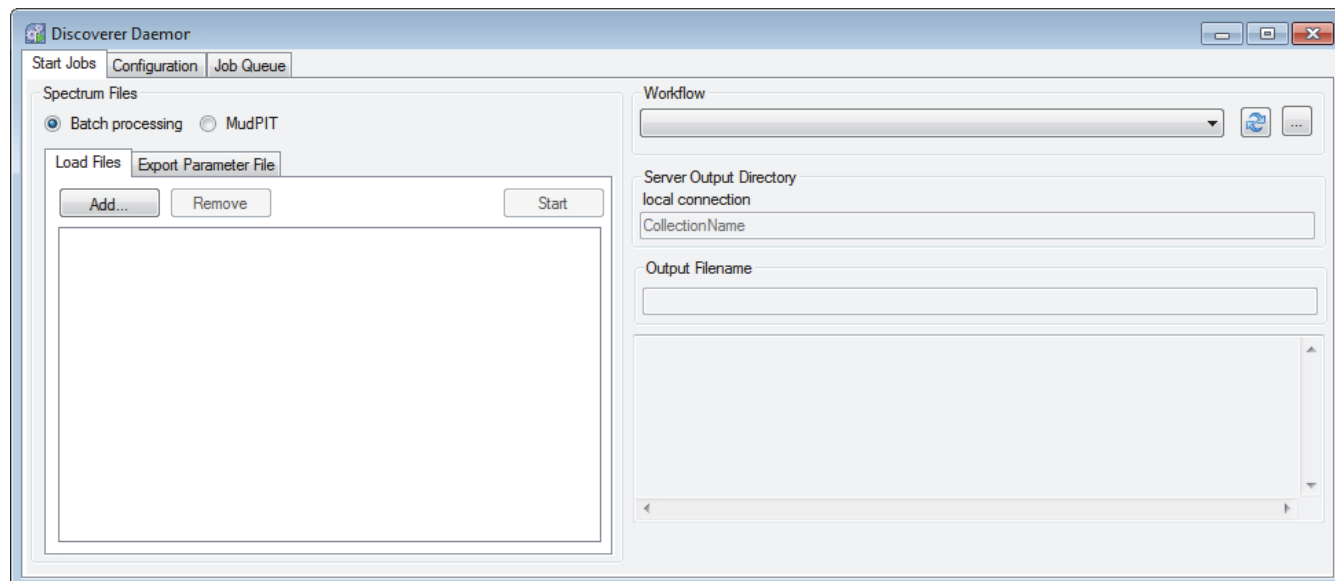 Discoverer Daemor
Start Jobs Configuration Job Queue
Spectrum Files
Batch processing MudPIT
Load Files Export Parameter File
Add... Remove Start
Workflow
...
Server Output Directory
local connection
CollectionName
Output Filename